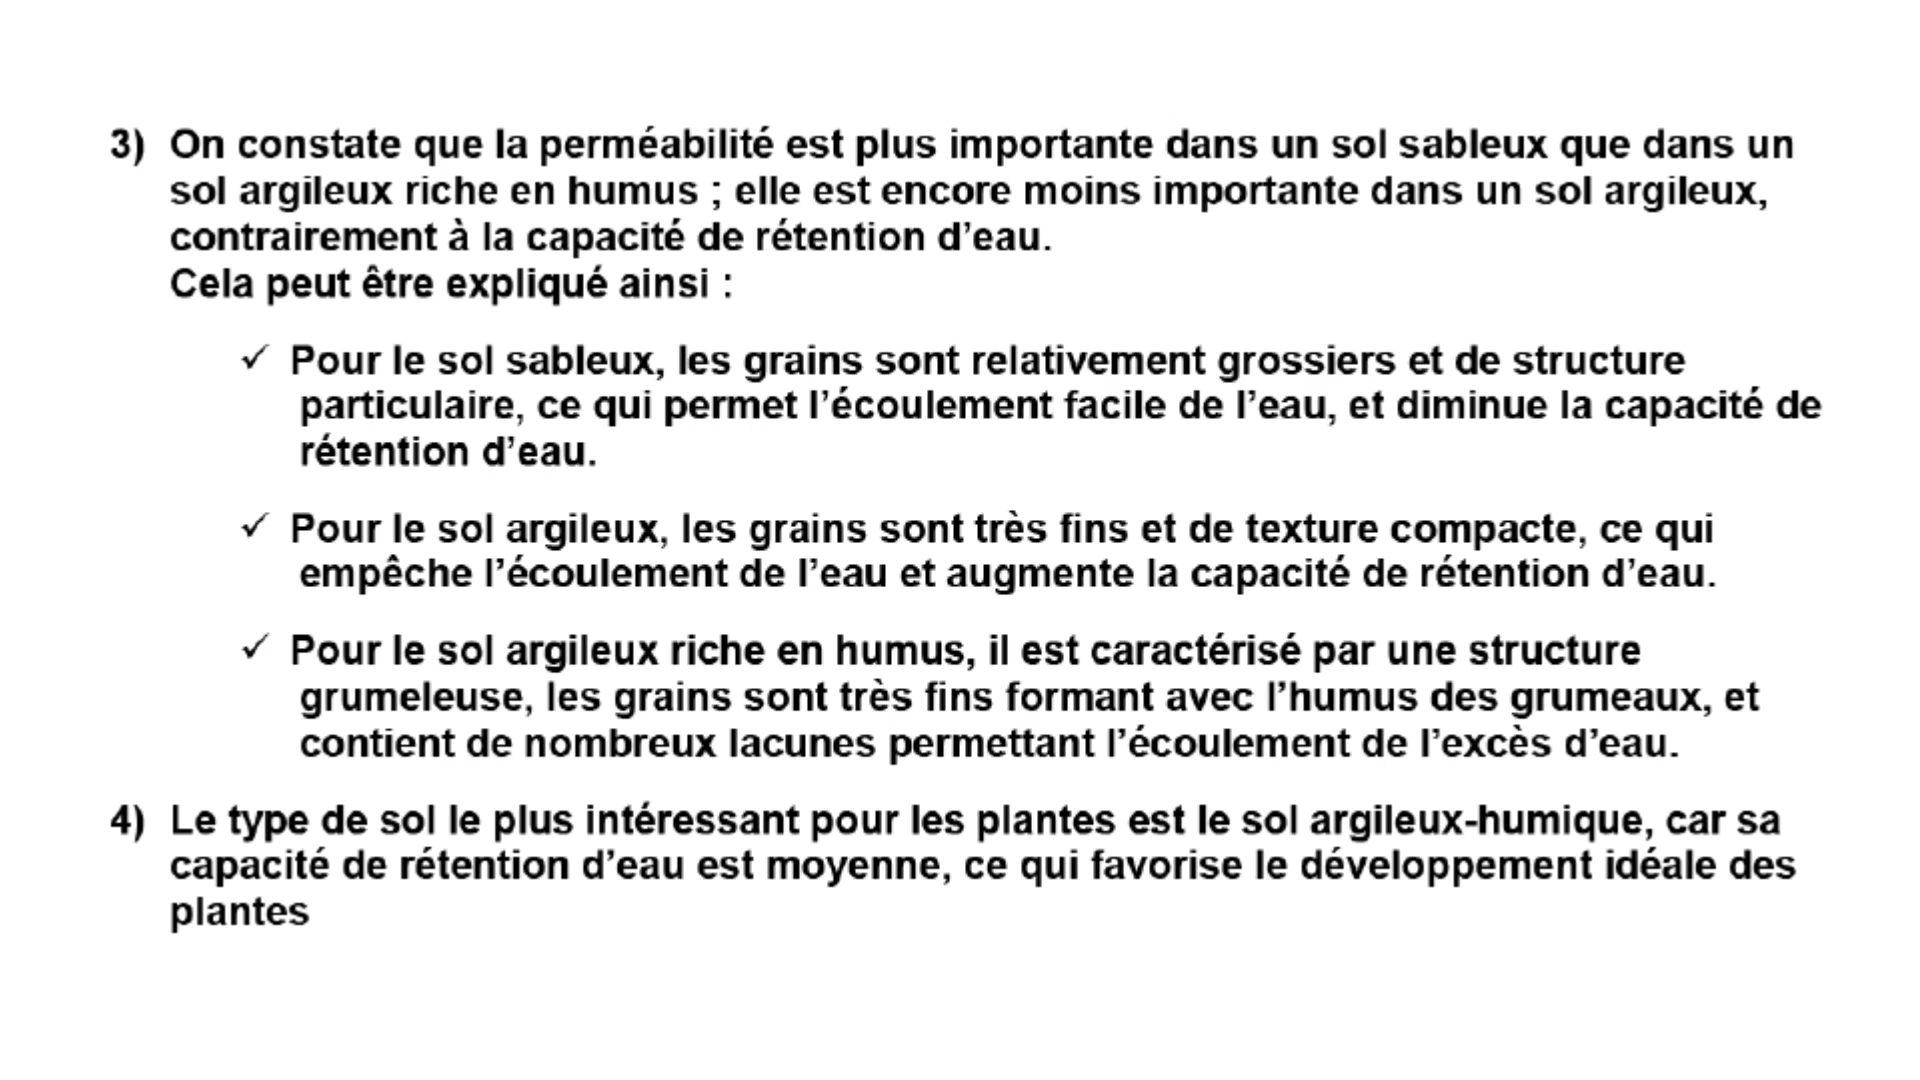 3) On constate que la perméabilité est plus importante dans un sol sableux que dans un
sol argileux riche en humus ; elle est encore moins importante dans un sol argileux,
contrairement à la capacité de rétention d’eau.
Cela peut être expliqué ainsi :
✓ Pour le sol sableux, les grains sont relativement grossiers et de structure
particulaire, ce qui permet l’écoulement facile de l’eau, et diminue la capacité de
rétention d’eau.
✓ Pour le sol argileux, les grains sont très fins et de texture compacte, ce qui
empêche l’écoulement de l’eau et augmente la capacité de rétention d’eau.
✓ Pour le sol argileux riche en humus, il est caractérisé par une structure
grumeleuse, les grains sont très fins formant avec l’humus des grumeaux, et
contient de nombreux lacunes permettant l’écoulement de l’excès d’eau.
4) Le type de sol le plus intéressant pour les plantes est le sol argileux-humique, car sa
capacité de rétention d’eau est moyenne, ce qui favorise le développement idéale des
plantes